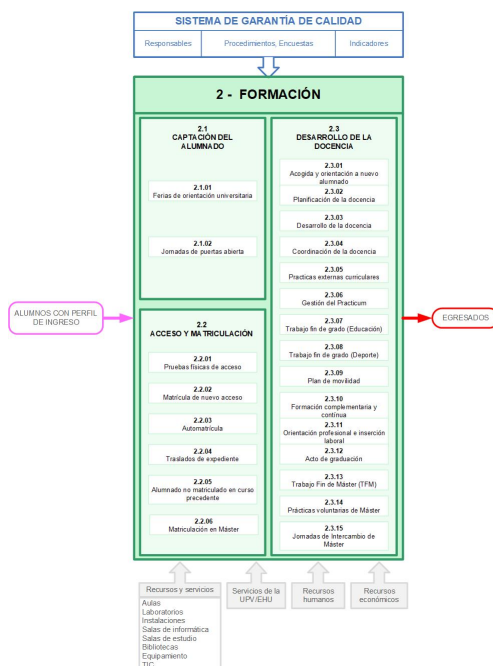 SISTEMA DE GARANTÍA DE CALIDAD
Responsables
Procedimientos, Encuestas
Indicadores
2 - FORMACIÓN
2.1
CAPTACIÓN DEL
ALUMNADO
2.1.01
Ferias de orientación universitaria
2.1.02
Jornadas de puertas abierta
2.2
ACCESO Y MATRICULACIÓN
2.2.01
Pruebas físicas de acceso
2.2.02
Matrícula de nuevo acceso
2.2.03
Automatrícula
2.2.04
Traslados de expediente
2.2.05
Alumnado no matriculado en curso
precedente
2.2.06
Matriculación en Máster
2.3
DESARROLLO DE LA
DOCENCIA
2.3.01
Acogida y orientación a nuevo
alumnado
2.3.02
Planificación de la docencia
2.3.03
Desarrollo de la docencia
2.3.04
Coordinación de la docencia
2.3.05
Practicas externas curriculares
2.3.06
Gestión del Practicum
2.3.07
Trabajo fin de grado (Educación)
2.3.08
Trabajo fin de grado (Deporte)
2.3.09
Plan de movilidad
2.3.10
Formación complementaria y
contínua
2.3.11
Orientación profesional e inserción
laboral
2.3.12
Acto de graduación
2.3.13
Trabajo Fin de Máster (TFM)
2.3.14
Prácticas voluntarias de Máster
2.3.15
Jornadas de Intercambio de
Máster
ALUMNOS CON PERFIL
DE INGRESO
EGRESADOS
Recursos y servicios
Aulas
Laboratorios
Instalaciones
Salas de informática
Salas de estudio
Bibliotecas
Equipamiento
TIC
Servicios de la
UPV/EHU
Recursos
humanos
Recursos
económicos